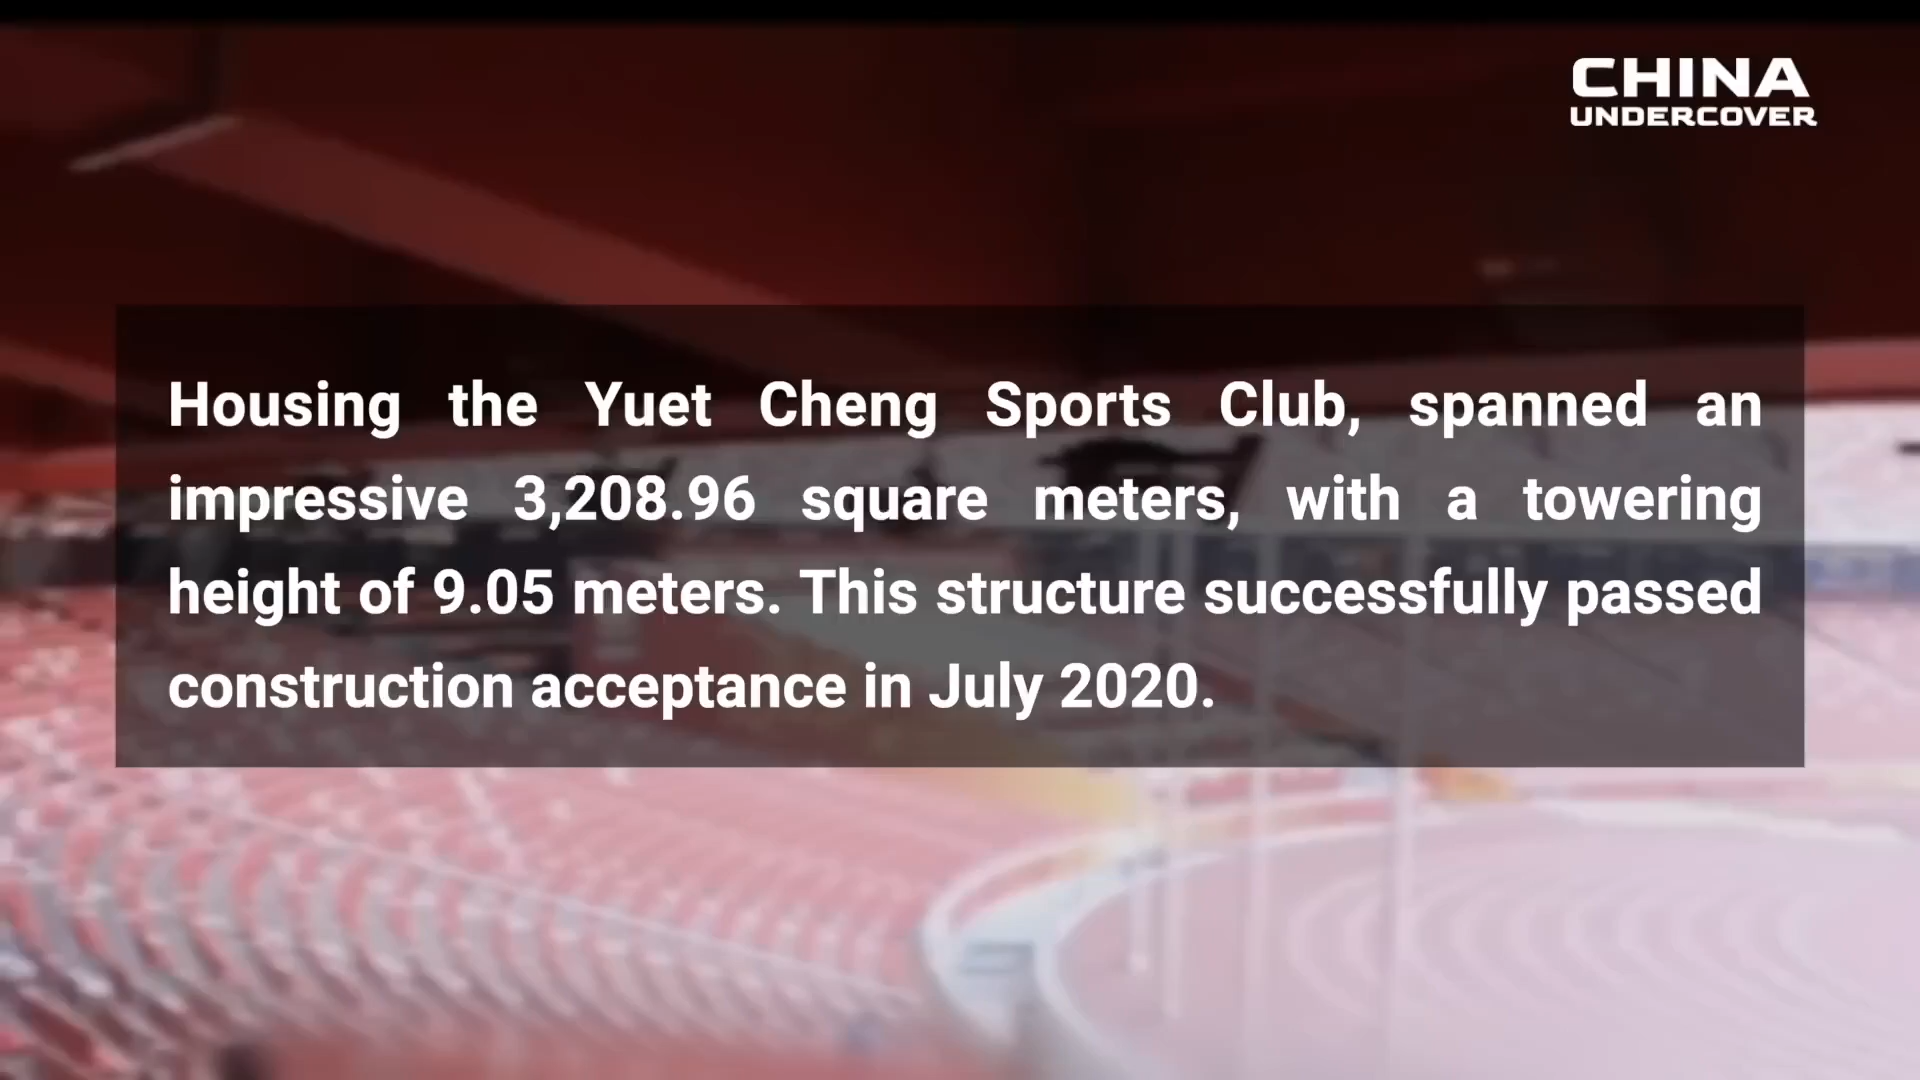 CHINA
UNDERCOVER
Housing the Yuet Cheng Sports Club, spanned an
impressive 3,208.96 square meters, with a towering
height of 9.05 meters. This structure successfully passed
construction acceptance in July 2020.